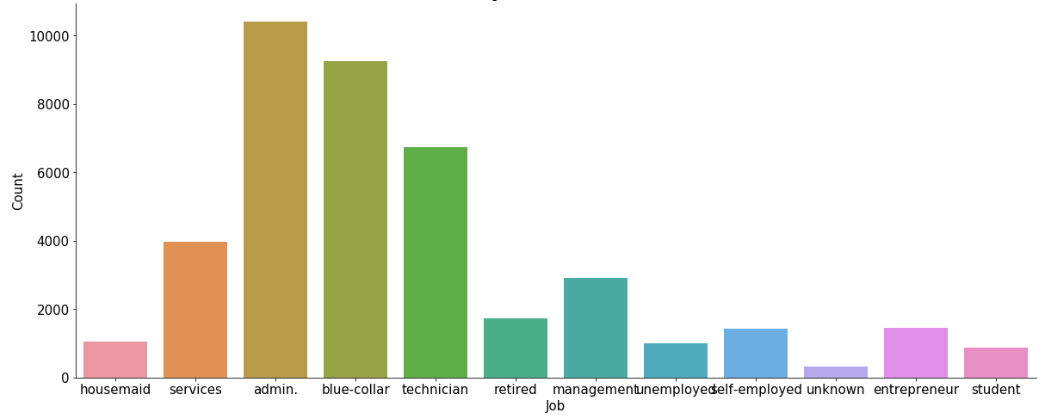 10000
8000
6000
4000
2000
0
Count
housemaid services admin. blue-collar technician retired management unemployed self-employed unknown entrepreneur student
Job